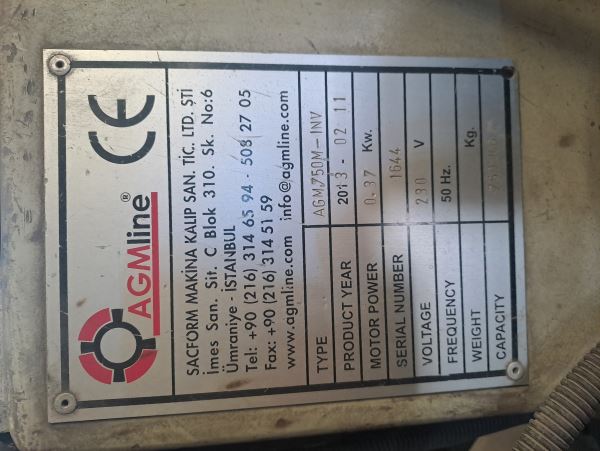 AGMline®
CE
SACFORM MAKİNA KALIP SAN. TİC. LTD. ŞTİ
İmes San. Sit. C Blok 310. Sk. No:6
Ümraniye - İSTANBUL
Tel: +90 (216) 314 65 94 - 508 27 05
Fax: +90 (216) 314 51 59
www.agmline.com info@agmline.com
TYPE AGM750M-INV
PRODUCT YEAR 2013 - 02 11
MOTOR POWER 0.37 Kw.
SERIAL NUMBER 1644
VOLTAGE 230 V
FREQUENCY 50 Hz.
WEIGHT Kg.
CAPACITY